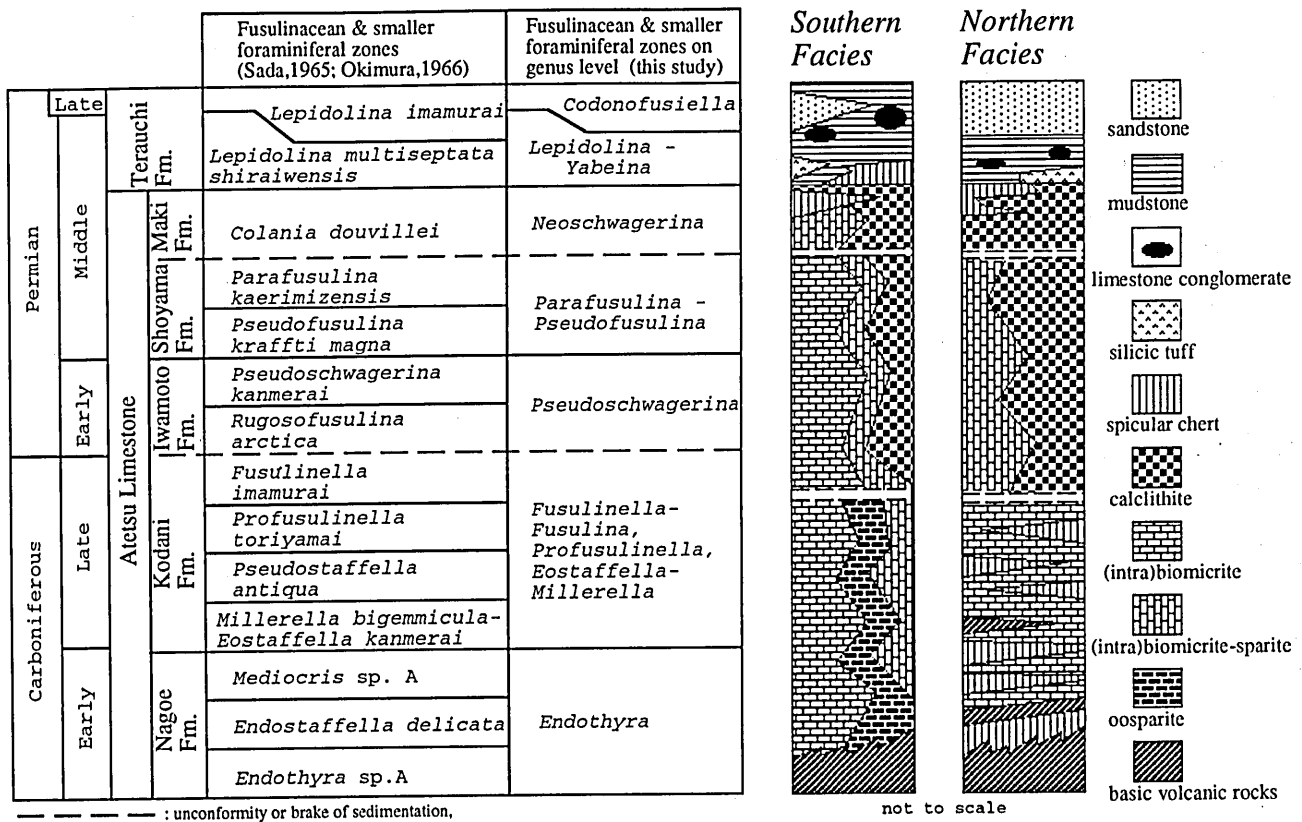 Fusulinacean & smaller
foraminiferal zones
(Sada,1965; Okimura,1966)
Fusulinacean & smaller
foraminiferal zones on
genus level (this study)
Permian
Carboniferous
Late
Middle
Early
Late
Early
Terauchi
Fm.
Atetsu Limestone
Maki
Fm.
Shoyama
Fm.
Iwamoto
Fm.
Kodani
Fm.
Nagoe
Fm.
Lepidolina imamurai
Lepidolina multiseptata
shiraiwensis
Colania douvillei
Parafusulina
kaerimizensis
Pseudofusulina
kraffti magna
Pseudoschwagerina
kanmerai
Rugosofusulina
arctica
Fusulinella
imamurai
Profusulinella
toriyamai
Pseudostaffella
antiqua
Millerella bigemmicula-
Eostaffella kanmerai
Mediocris sp. A
Endostaffella delicata
Endothyra sp.A
Codonofusiella
Lepidolina -
Yabeina
Neoschwagerina
Parafusulina -
Pseudofusulina
Pseudoschwagerina
Fusulinella-
Fusulina,
Profusulinella,
Eostaffella-
Millerella
Endothyra
: unconformity or brake of sedimentation,
Southern
Facies
Northern
Facies
not to scale
sandstone
mudstone
limestone conglomerate
silicic tuff
spicular chert
calclithite
(intra)biomicrite
(intra)biomicrite-sparite
oosparite
basic volcanic rocks